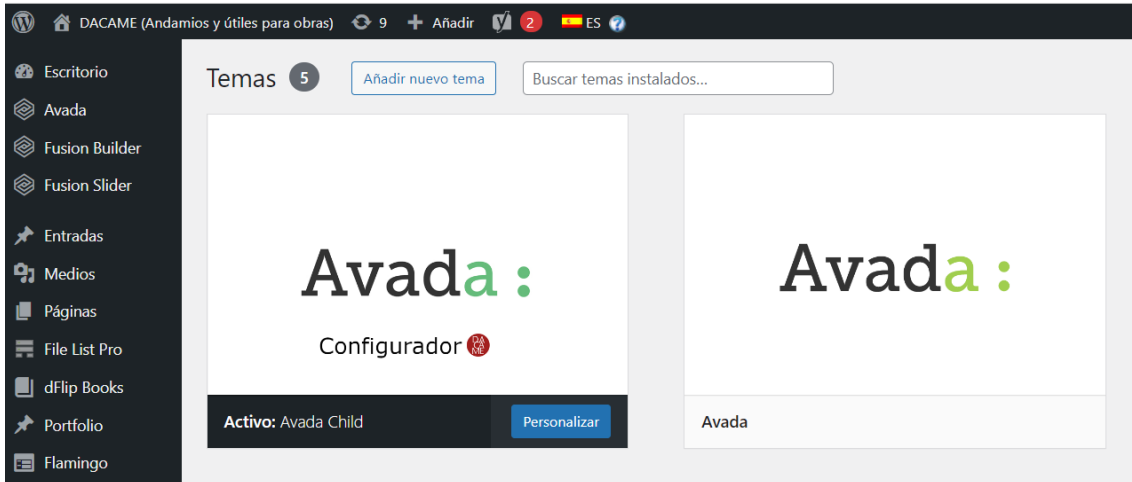 DACAME (Andamios y útiles para obras) 9 Añadir 2 ES ?
Escritorio
Avada
Fusion Builder
Fusion Slider
Entradas
Medios
Páginas
File List Pro
dFlip Books
Portfolio
Flamingo
Temas 5 Añadir nuevo tema Buscar temas instalados...
Avada:
Configurador DACAME
Activo: Avada Child Personalizar
Avada:
Avada